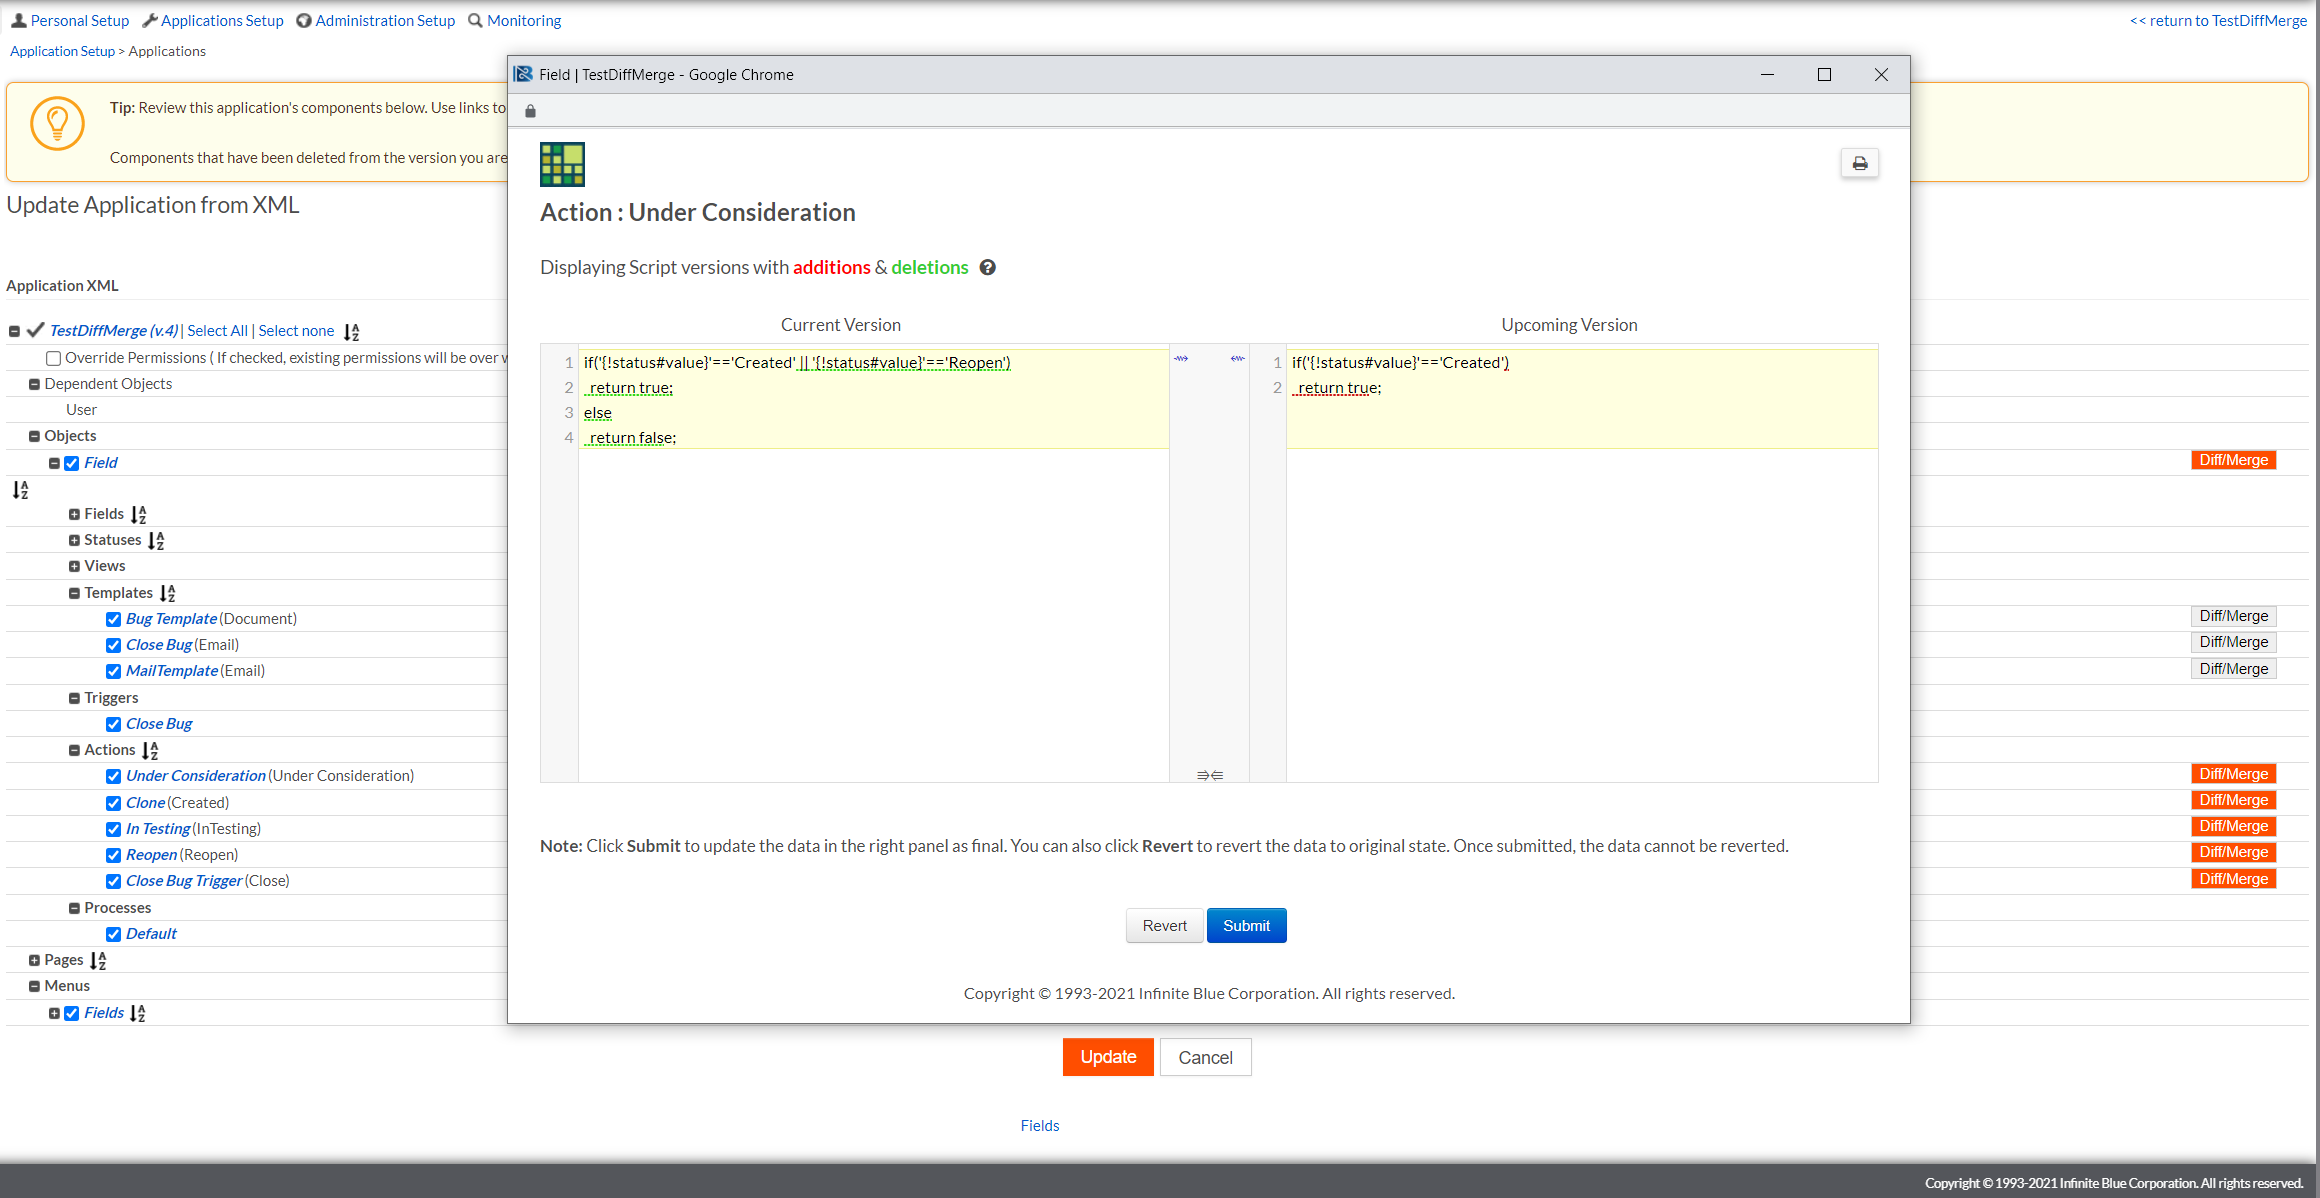 Personal Setup Applications Setup Administration Setup Monitoring << return to TestDiffMerge
Application Setup > Applications
Tip: Review this application's components below. Use links to
Components that have been deleted from the version you are
Update Application from XML
Application XML
TestDiffMerge (v.4) | Select All | Select none
Override Permissions ( If checked, existing permissions will be over w
Dependent Objects
User
Objects
Field Diff/Merge
Fields
Statuses
Views
Templates
Bug Template (Document) Diff/Merge
Close Bug (Email) Diff/Merge
MailTemplate (Email) Diff/Merge
Triggers
Close Bug
Actions
Under Consideration (Under Consideration) Diff/Merge
Clone (Created) Diff/Merge
In Testing (InTesting) Diff/Merge
Reopen (Reopen) Diff/Merge
Close Bug Trigger (Close) Diff/Merge
Processes
Default
Pages
Menus
Fields
Field | TestDiffMerge - Google Chrome
Action : Under Consideration
Displaying Script versions with additions & deletions
Current Version
1 if('{!status#value}'=='Created' || '{!status#value}'=='Reopen')
2 return true;
3 else
4 return false;
Upcoming Version
1 if('{!status#value}'=='Created')
2 return true;
Note: Click Submit to update the data in the right panel as final. You can also click Revert to revert the data to original state. Once submitted, the data cannot be reverted.
Revert Submit
Copyright © 1993-2021 Infinite Blue Corporation. All rights reserved.
Update Cancel
Fields
Copyright © 1993-2021 Infinite Blue Corporation. All rights reserved.